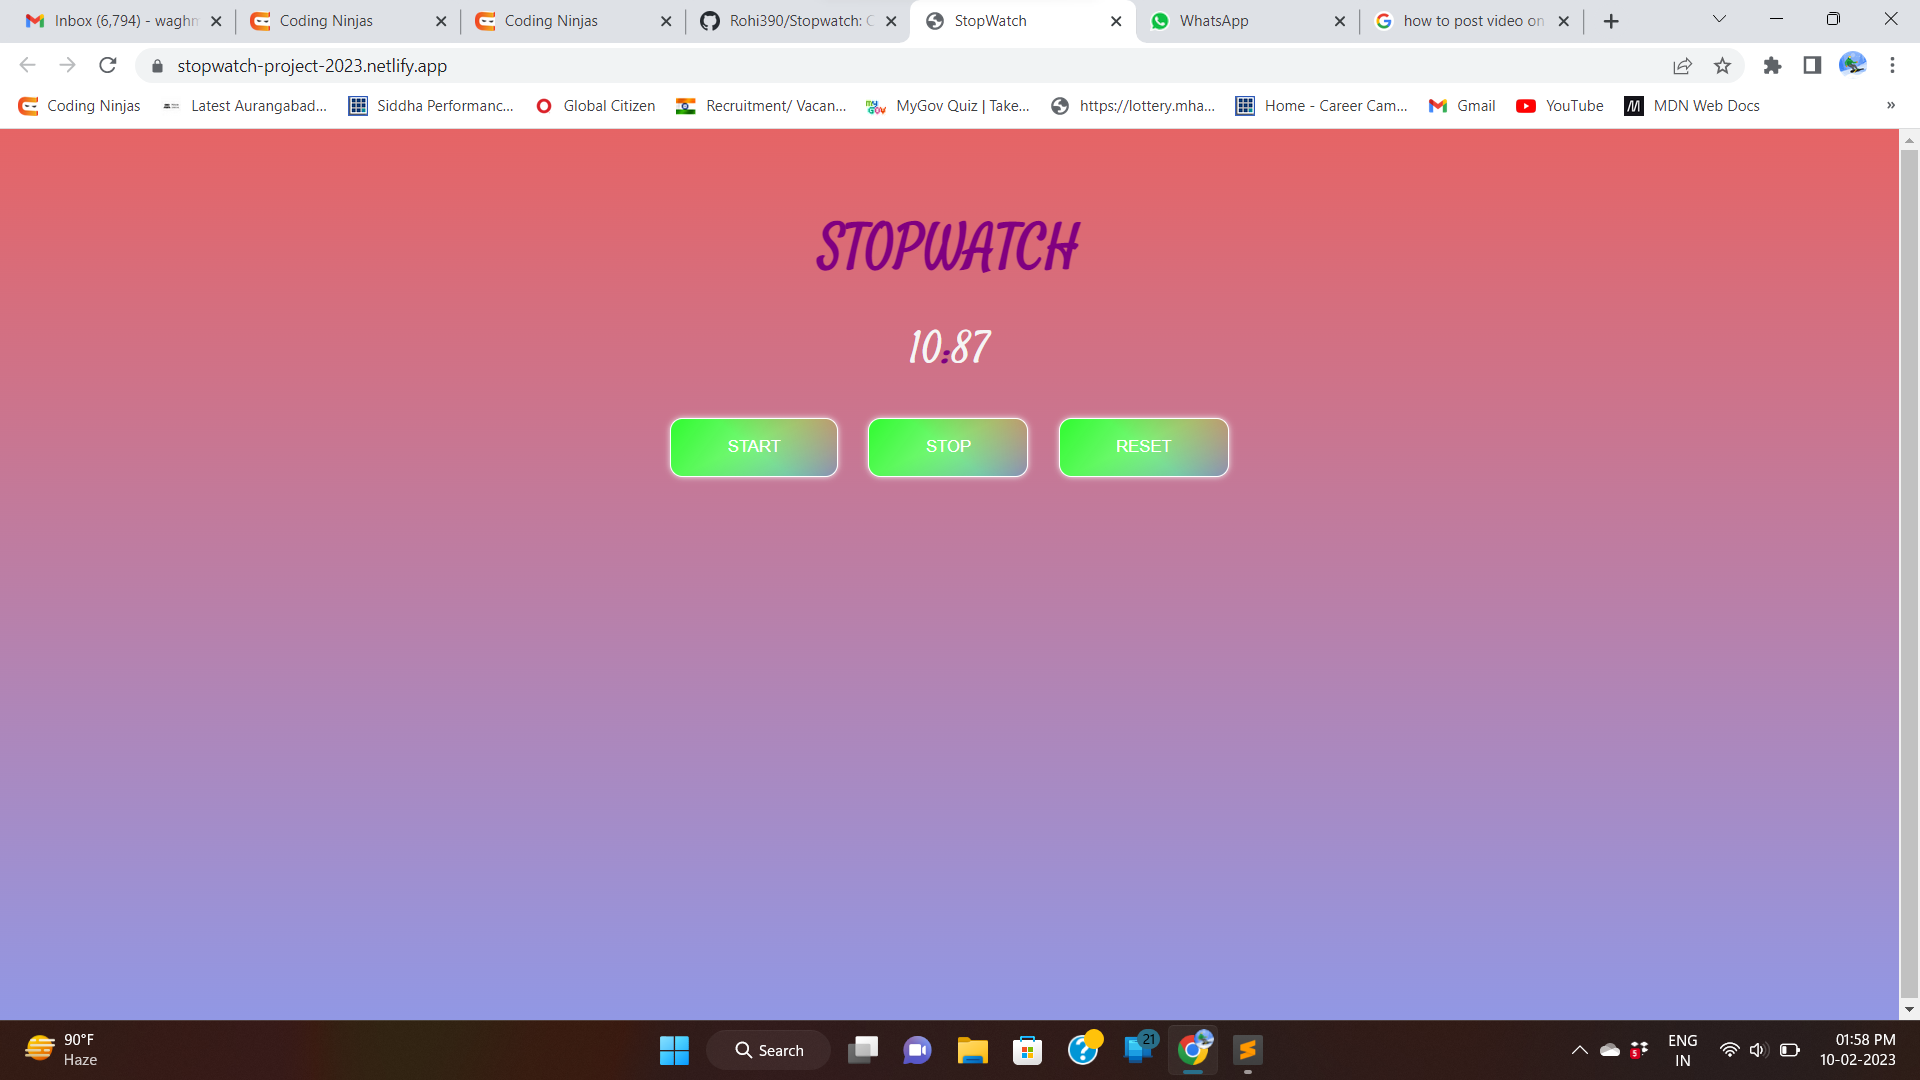 Inbox (6,794) - waghm
Coding Ninjas
Coding Ninjas
Rohi390/Stopwatch: C
StopWatch
WhatsApp
how to post video on
stopwatch-project-2023.netlify.app
Coding Ninjas
Latest Aurangabad...
Siddha Performanc...
Global Citizen
Recruitment/ Vacan...
MyGov Quiz | Take...
https://lottery.mha...
Home - Career Cam...
Gmail
YouTube
MDN Web Docs
»
STOPWATCH
10:87
START
STOP
RESET
90°F
Haze
Search
21
5
ENG
IN
01:58 PM
10-02-2023